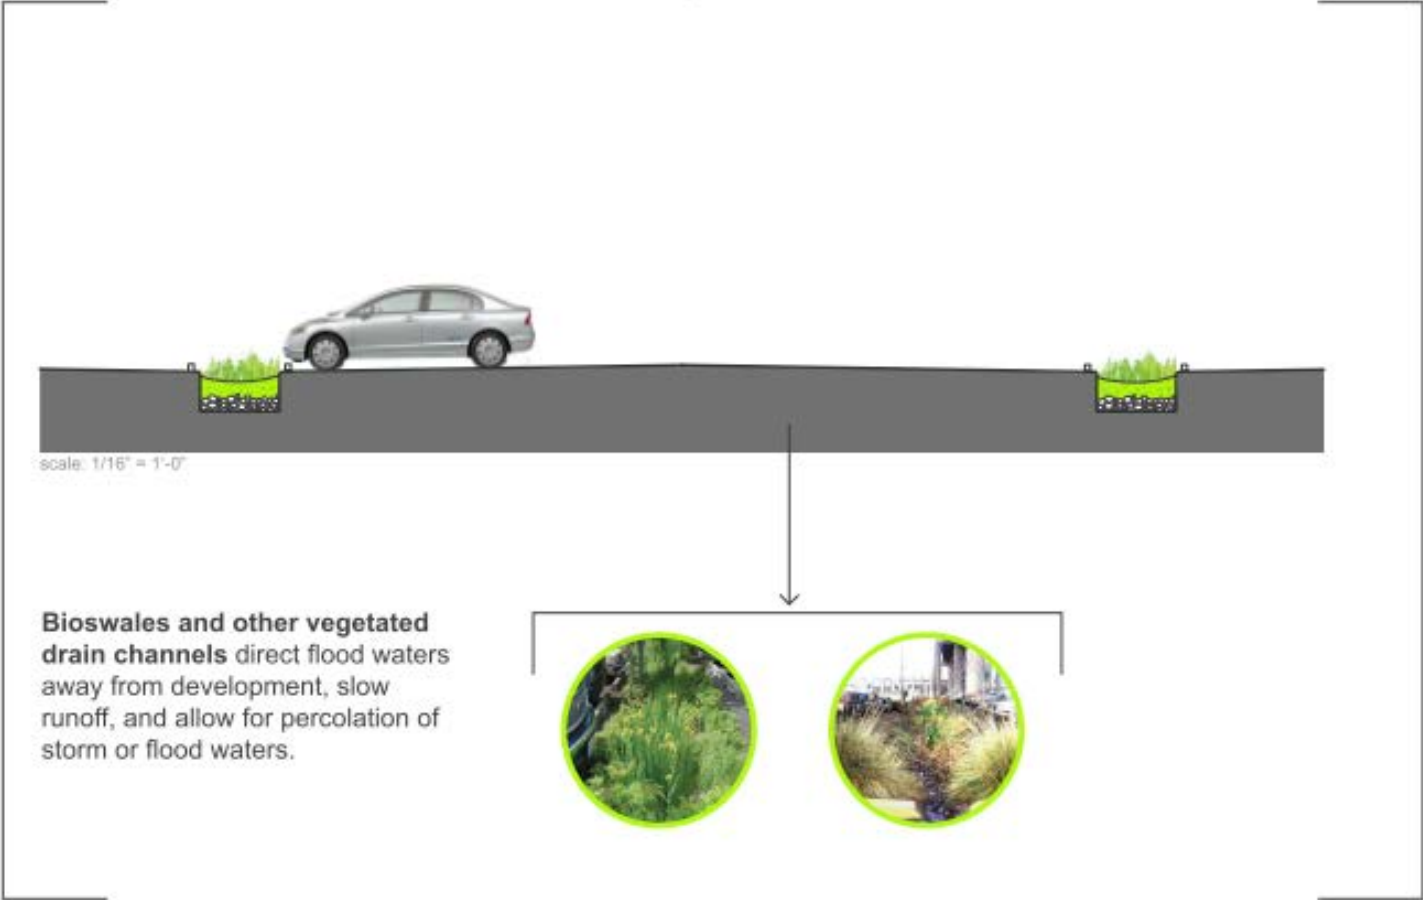 scale: 1/16" = 1'-0"
Bioswales and other vegetated
drain channels direct flood waters
away from development, slow
runoff, and allow for percolation of
storm or flood waters.